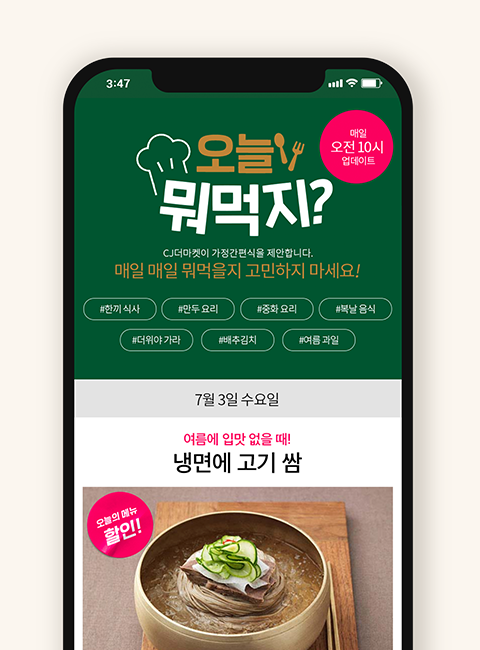 3:47
매일
오전 10시
업데이트
오늘
뭐먹지?
CJ더마켓이 가정간편식을 제안합니다.
매일 매일 뭐먹을지 고민하지 마세요!
#한끼 식사
#만두 요리
#중화 요리
#복날 음식
#더위야 가라
#배추김치
#여름 과일
7월 3일 수요일
여름에 입맛 없을 때!
냉면에 고기 쌈
오늘의 메뉴
할인!